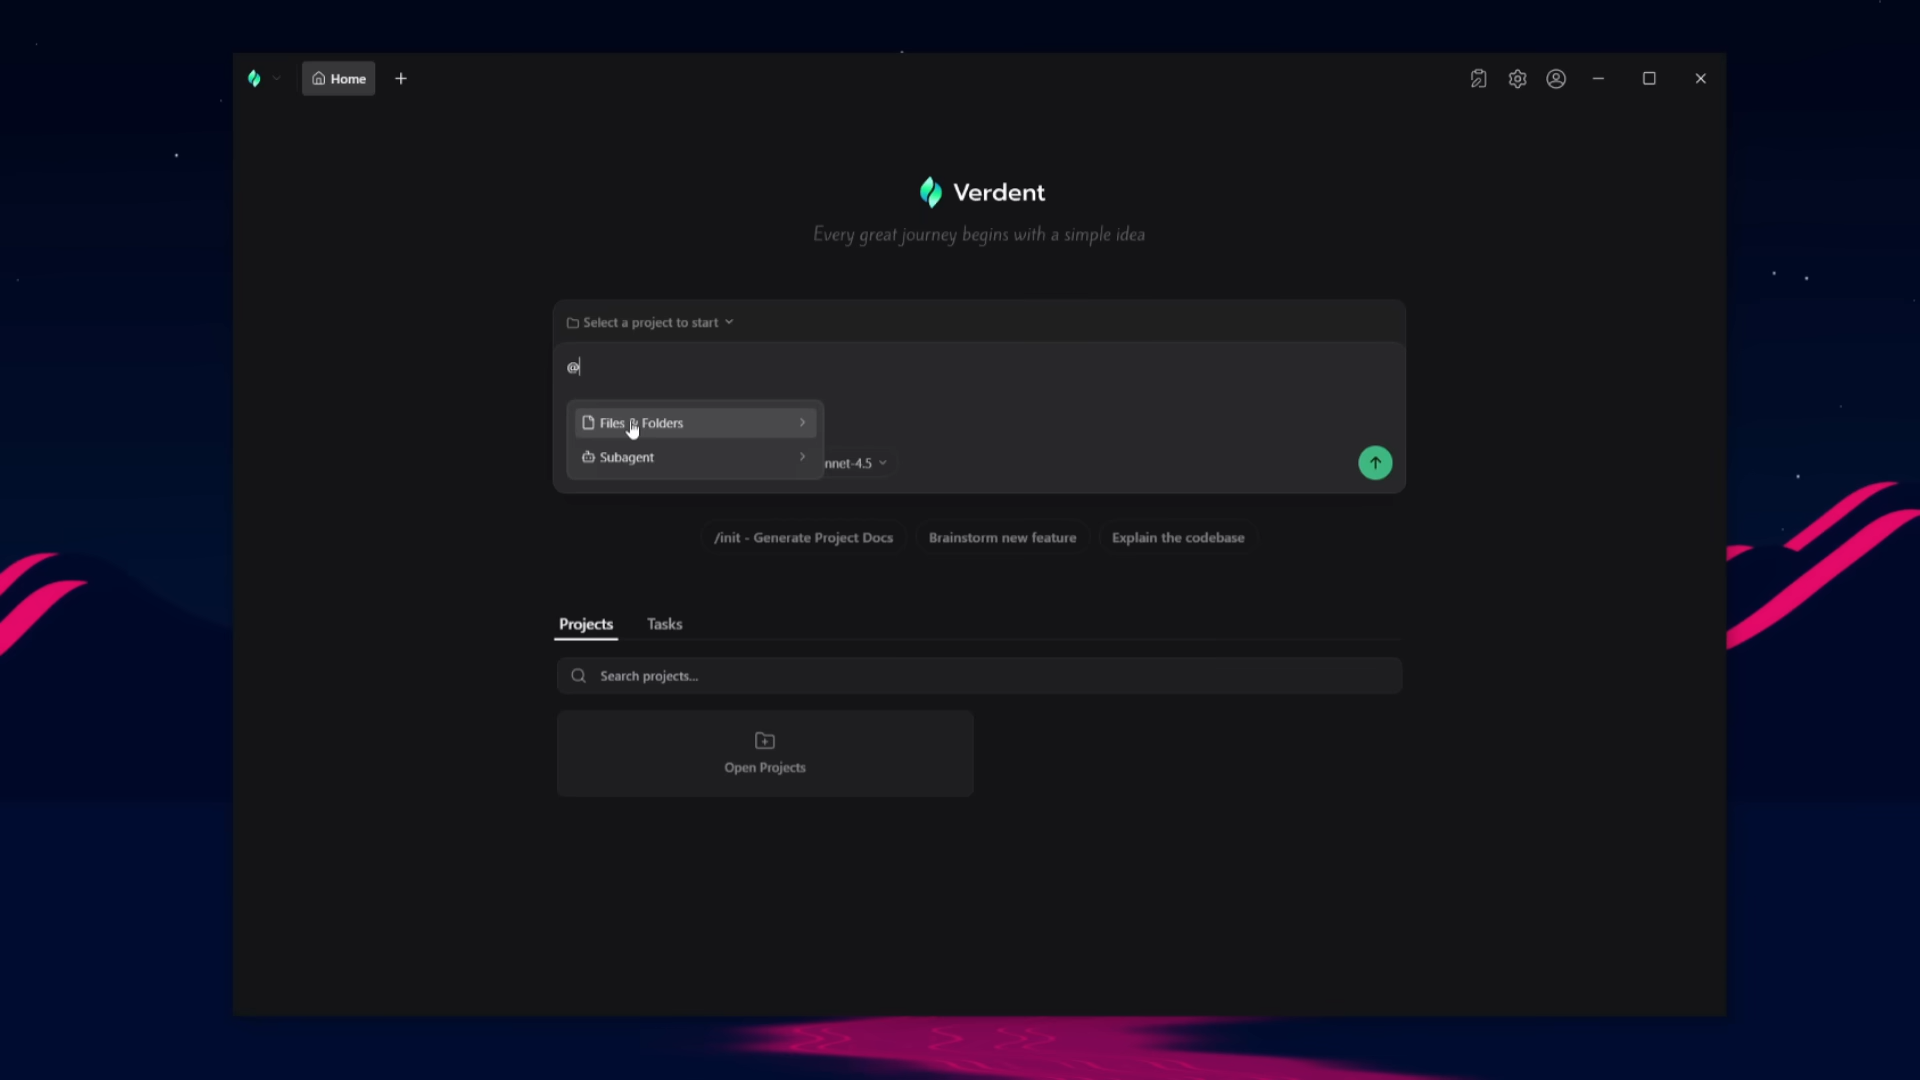 Home
Verdent
Every great journey begins with a simple idea
Select a project to start
@
Files & Folders
Subagent
nnet-4.5
/init - Generate Project Docs
Brainstorm new feature
Explain the codebase
Projects
Tasks
Search projects...
Open Projects